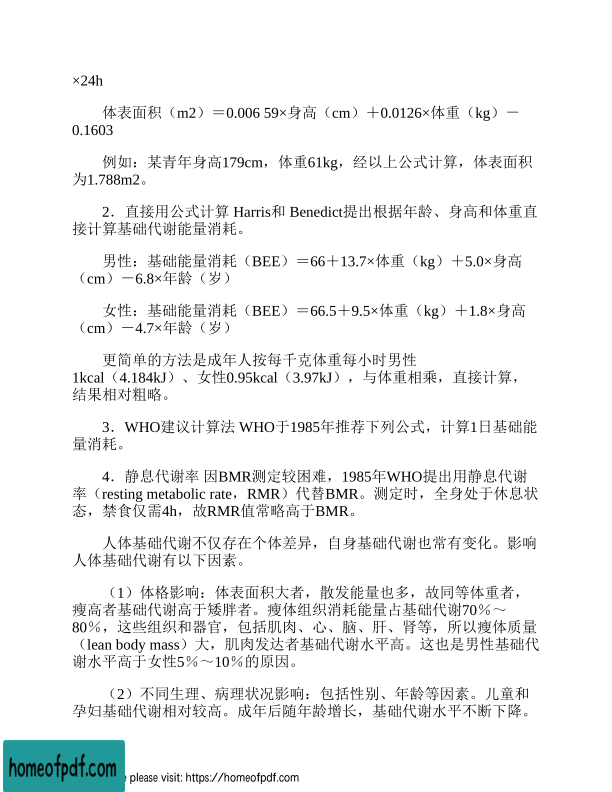 ×24h
体表面积（m2）＝0.006 59×身高（cm）＋0.0126×体重（kg）－
0.1603
例如：某青年身高179cm，体重61kg，经以上公式计算，体表面积
为1.788m2。
2．直接用公式计算 Harris和 Benedict提出根据年龄、身高和体重直
接计算基础代谢能量消耗。
男性：基础能量消耗（BEE）＝66＋13.7×体重（kg）＋5.0×身高
（cm）－6.8×年龄（岁）
女性：基础能量消耗（BEE）＝66.5＋9.5×体重（kg）＋1.8×身高
（cm）－4.7×年龄（岁）
更简单的方法是成年人按每千克体重每小时男性
1kcal（4.184kJ）、女性0.95kcal（3.97kJ），与体重相乘，直接计算，
结果相对粗略。
3．WHO建议计算法 WHO于1985年推荐下列公式，计算1日基础能
量消耗。
4．静息代谢率 因BMR测定较困难，1985年WHO提出用静息代谢
率（resting metabolic rate，RMR）代替BMR。测定时，全身处于休息状
态，禁食仅需4h，故RMR值常略高于BMR。
人体基础代谢不仅存在个体差异，自身基础代谢也常有变化。影响
人体基础代谢有以下因素。
（1）体格影响：体表面积大者，散发能量也多，故同等体重者，
瘦高者基础代谢高于矮胖者。瘦体组织消耗能量占基础代谢70％～
80％，这些组织和器官，包括肌肉、心、脑、肝、肾等，所以瘦体质量
（lean body mass）大，肌肉发达者基础代谢水平高。这也是男性基础代
谢水平高于女性5％～10％的原因。
（2）不同生理、病理状况影响：包括性别、年龄等因素。儿童和
孕妇基础代谢相对较高。成年后随年龄增长，基础代谢水平不断下降。
homeofpdf.com
e please visit: https://homeofpdf.com